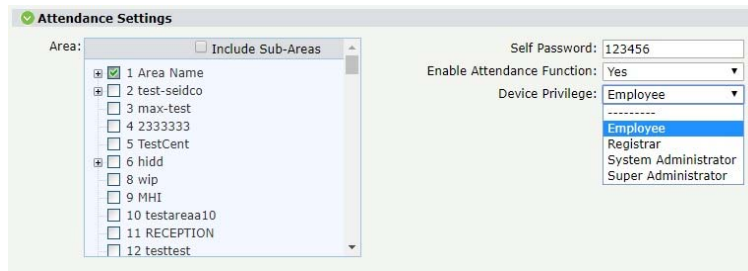 Attendance Settings
Area:
Include Sub-Areas
1 Area Name
2 test-seidco
3 max-test
4 2333333
5 TestCent
6 hidd
8 wip
9 MHI
10 testareaa10
11 RECEPTION
12 testtest
Self Password: 123456
Enable Attendance Function: Yes
Device Privilege: Employee
---------
Employee
Registrar
System Administrator
Super Administrator